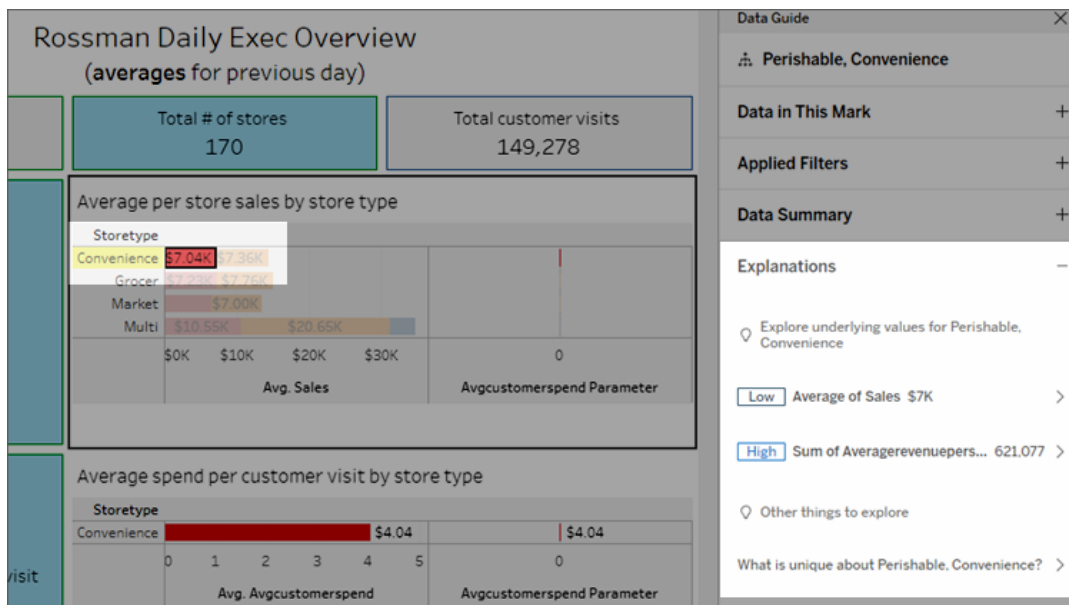 Rossman Daily Exec Overview
(averages for previous day)
Total # of stores
170
Total customer visits
149,278
Average per store sales by store type
Storetype
Convenience $7.04K $7.36K
Grocer $7.23K $7.76K
Market $7.00K
Multi $10.55K $20.65K
$0K $10K $20K $30K 0
Avg. Sales Avgcustomerspend Parameter
Average spend per customer visit by store type
Storetype
Convenience $4.04 $4.04
0 1 2 3 4 5 0
Avg. Avgcustomerspend Avgcustomerspend Parameter
visit
Data Guide
Perishable, Convenience
Data in This Mark
Applied Filters
Data Summary
Explanations
Explore underlying values for Perishable,
Convenience
Low Average of Sales $7K
High Sum of Averagerevenuepers... 621,077
Other things to explore
What is unique about Perishable, Convenience?